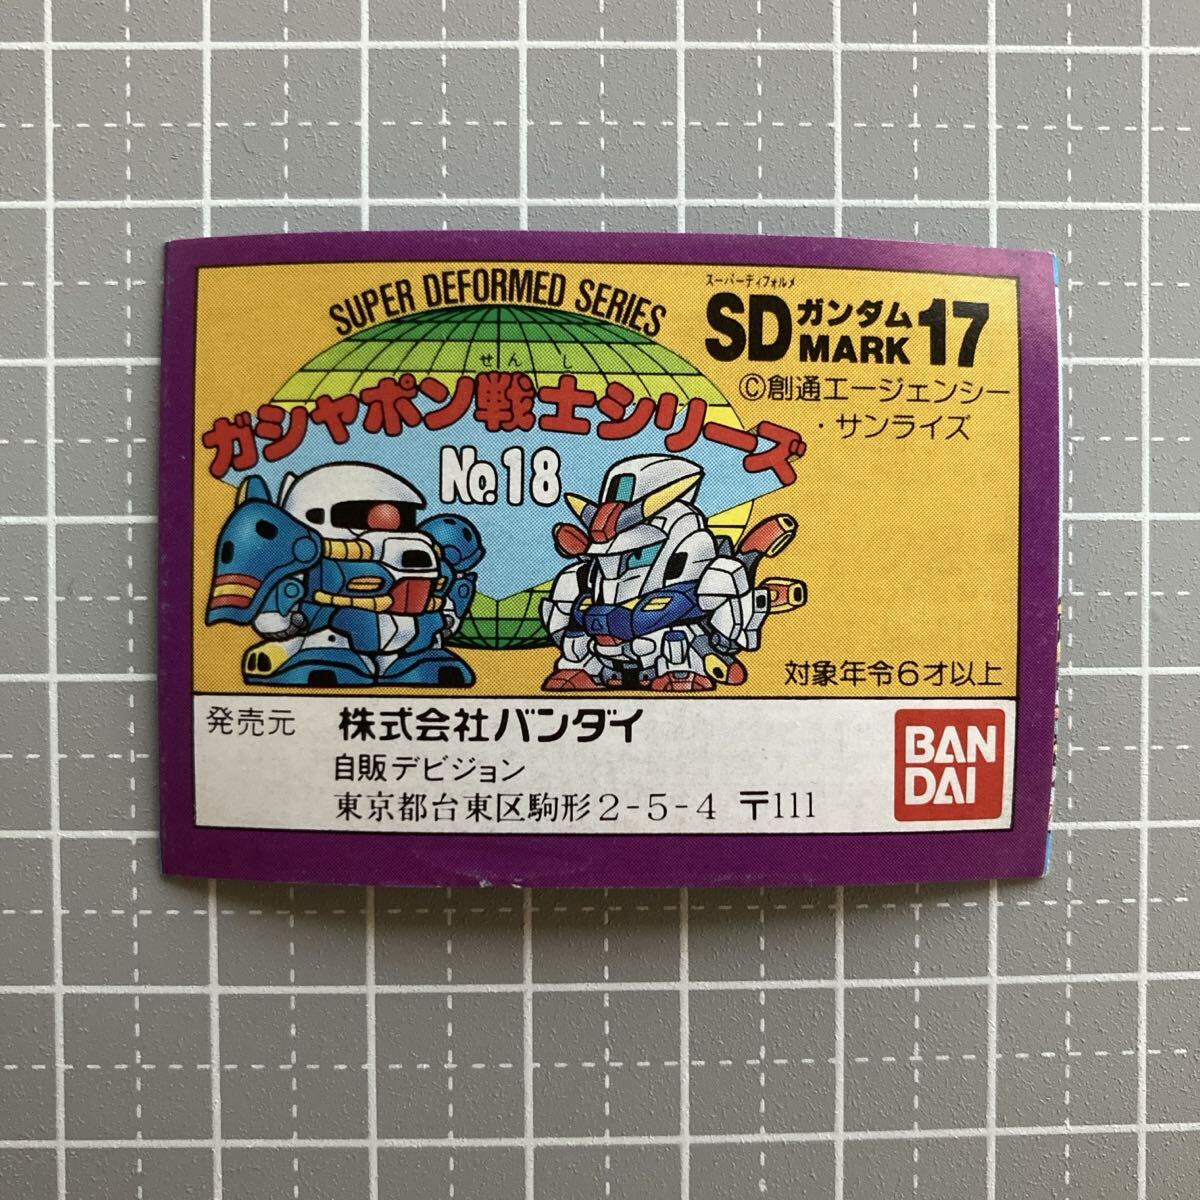 SUPER DEFORMED SERIES
せんし
ガシャポン戦士シリーズ
No.18
スーパーディフォルメ
SDガンダム
MARK 17
©創通エージェンシー
・サンライズ
対象年令6才以上
発売元 株式会社バンダイ
自販デビジョン
東京都台東区駒形2-5-4 〒111
BAN
DAI